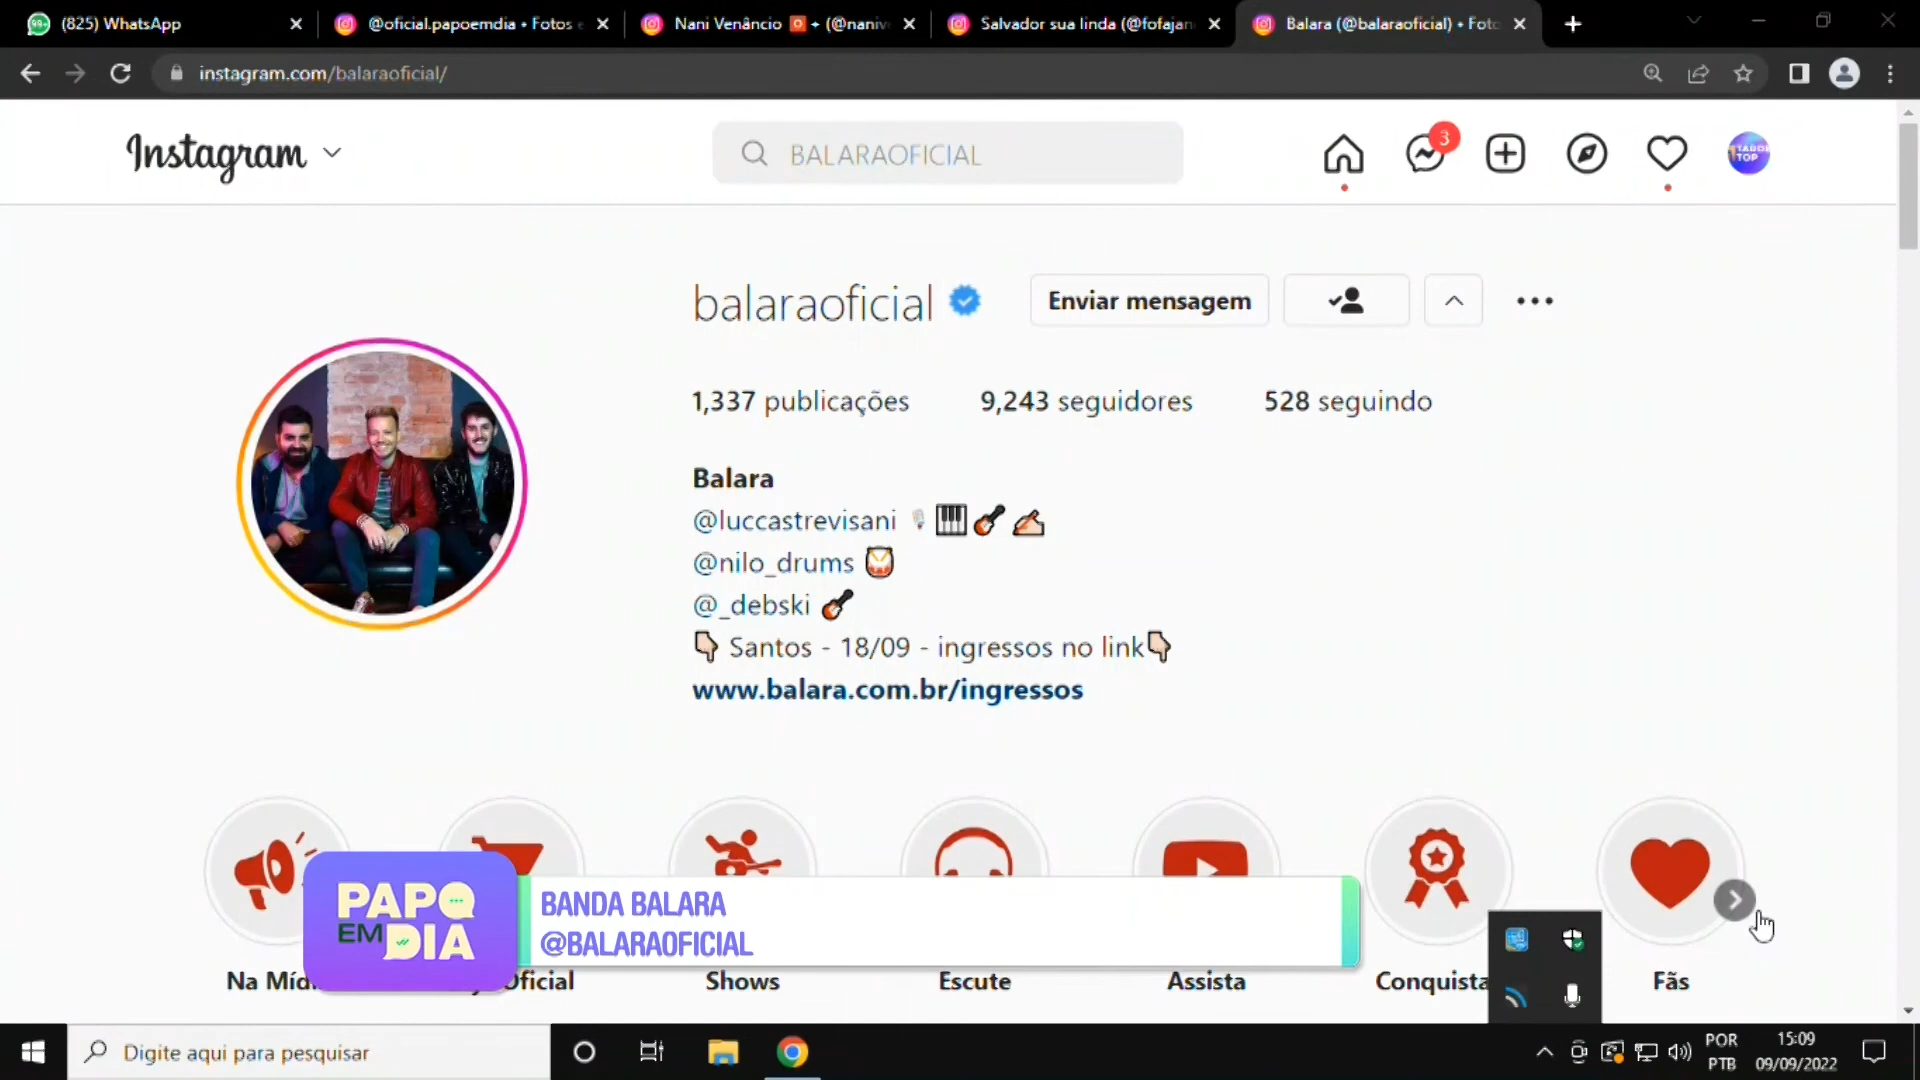 (825) WhatsApp
@oficial.papoemdia • Fotos e
Nani Venâncio 🅾️ + (@naniv
Salvador sua linda (@fofajan
Balara (@balaraoficial) • Foto
instagram.com/balaraoficial/
Instagram
BALARAOFICIAL
3
TOP
balaraoficial
Enviar mensagem
1,337 publicações
9,243 seguidores
528 seguindo
Balara
@luccastrevisani 🎙🎹🎸✍🏻
@nilo_drums 🥁
@_debski 🎸
👇🏻 Santos - 18/09 - ingressos no link👇🏻
www.balara.com.br/ingressos
PAPO
EM DIA
BANDA BALARA
@BALARAOFICIAL
Na Míd
Oficial
Shows
Escute
Assista
Conquista
Fãs
Digite aqui para pesquisar
POR
PTB
15:09
09/09/2022